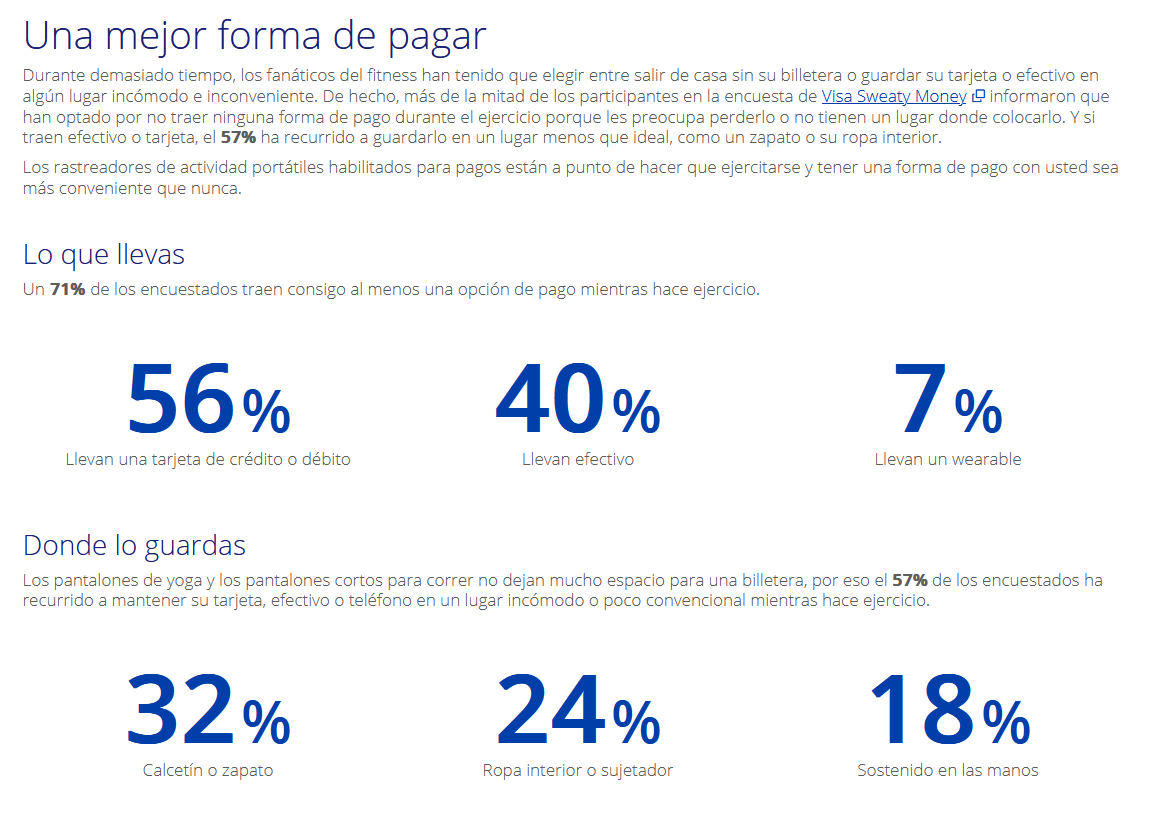 Una mejor forma de pagar
Durante demasiado tiempo, los fanáticos del fitness han tenido que elegir entre salir de casa sin su billetera o guardar su tarjeta o efectivo en
algún lugar incómodo e inconveniente. De hecho, más de la mitad de los participantes en la encuesta de Visa Sweaty Money informaron que
han optado por no traer ninguna forma de pago durante el ejercicio porque les preocupa perderlo o no tienen un lugar donde colocarlo. Y si
traen efectivo o tarjeta, el 57% ha recurrido a guardarlo en un lugar menos que ideal, como un zapato o su ropa interior.
Los rastreadores de actividad portátiles habilitados para pagos están a punto de hacer que ejercitarse y tener una forma de pago con usted sea
más conveniente que nunca.
Lo que llevas
Un 71% de los encuestados traen consigo al menos una opción de pago mientras hace ejercicio.
56% 40% 7%
Llevan una tarjeta de crédito o débito Llevan efectivo Llevan un wearable
Donde lo guardas
Los pantalones de yoga y los pantalones cortos para correr no dejan mucho espacio para una billetera, por eso el 57% de los encuestados ha
recurrido a mantener su tarjeta, efectivo o teléfono en un lugar incómodo o poco convencional mientras hace ejercicio.
32% 24% 18%
Calcetín o zapato Ropa interior o sujetador Sostenido en las manos